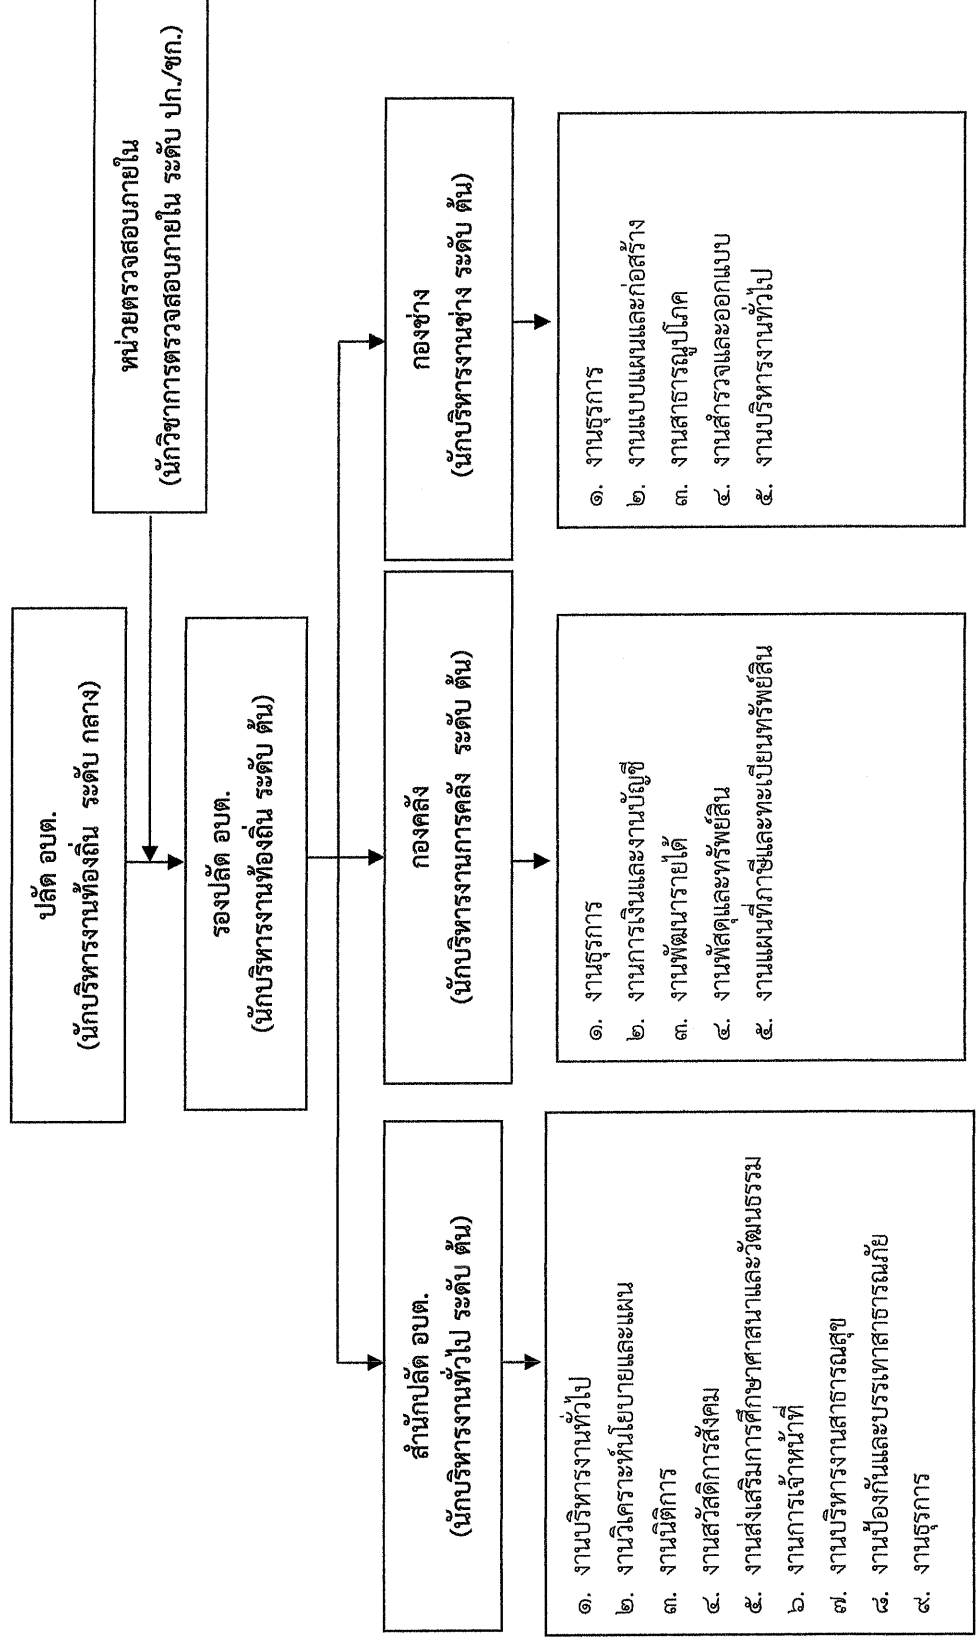 ปลัด อบต.
(นักบริหารงานท้องถิ่น ระดับ กลาง)
หน่วยตรวจสอบภายใน
(นักวิชาการตรวจสอบภายใน ระดับ ปก./ชก.)
รองปลัด อบต.
(นักบริหารงานท้องถิ่น ระดับ ต้น)
สำนักปลัด อบต.
(นักบริหารงานทั่วไป ระดับ ต้น)
๑. งานบริหารงานทั่วไป
๒. งานวิเคราะห์นโยบายและแผน
๓. งานนิติการ
๔. งานสวัสดิการสังคม
๕. งานส่งเสริมการศึกษาศาสนาและวัฒนธรรม
๖. งานการเจ้าหน้าที่
๗. งานบริหารงานสาธารณสุข
๘. งานป้องกันและบรรเทาสาธารณภัย
๙. งานธุรการ
กองคลัง
(นักบริหารงานการคลัง ระดับ ต้น)
๑. งานธุรการ
๒. งานการเงินและงานบัญชี
๓. งานพัฒนารายได้
๔. งานพัสดุและทรัพย์สิน
๕. งานแผนที่ภาษีและทะเบียนทรัพย์สิน
กองช่าง
(นักบริหารงานช่าง ระดับ ต้น)
๑. งานธุรการ
๒. งานแบบแผนและก่อสร้าง
๓. งานสาธารณูปโภค
๔. งานสำรวจและออกแบบ
๕. งานบริหารงานทั่วไป